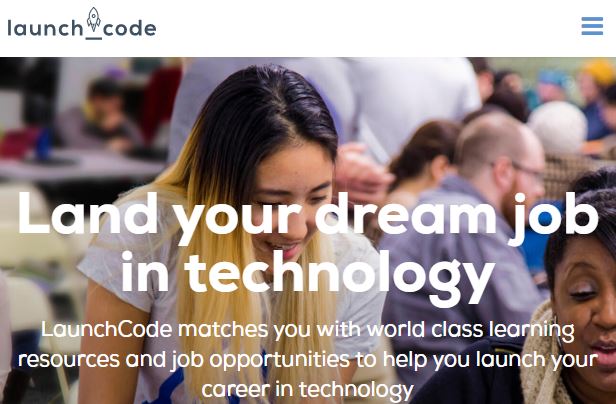 launch_code
Land your dream job
in technology
LaunchCode matches you with world class learning
resources and job opportunities to help you launch your
career in technology